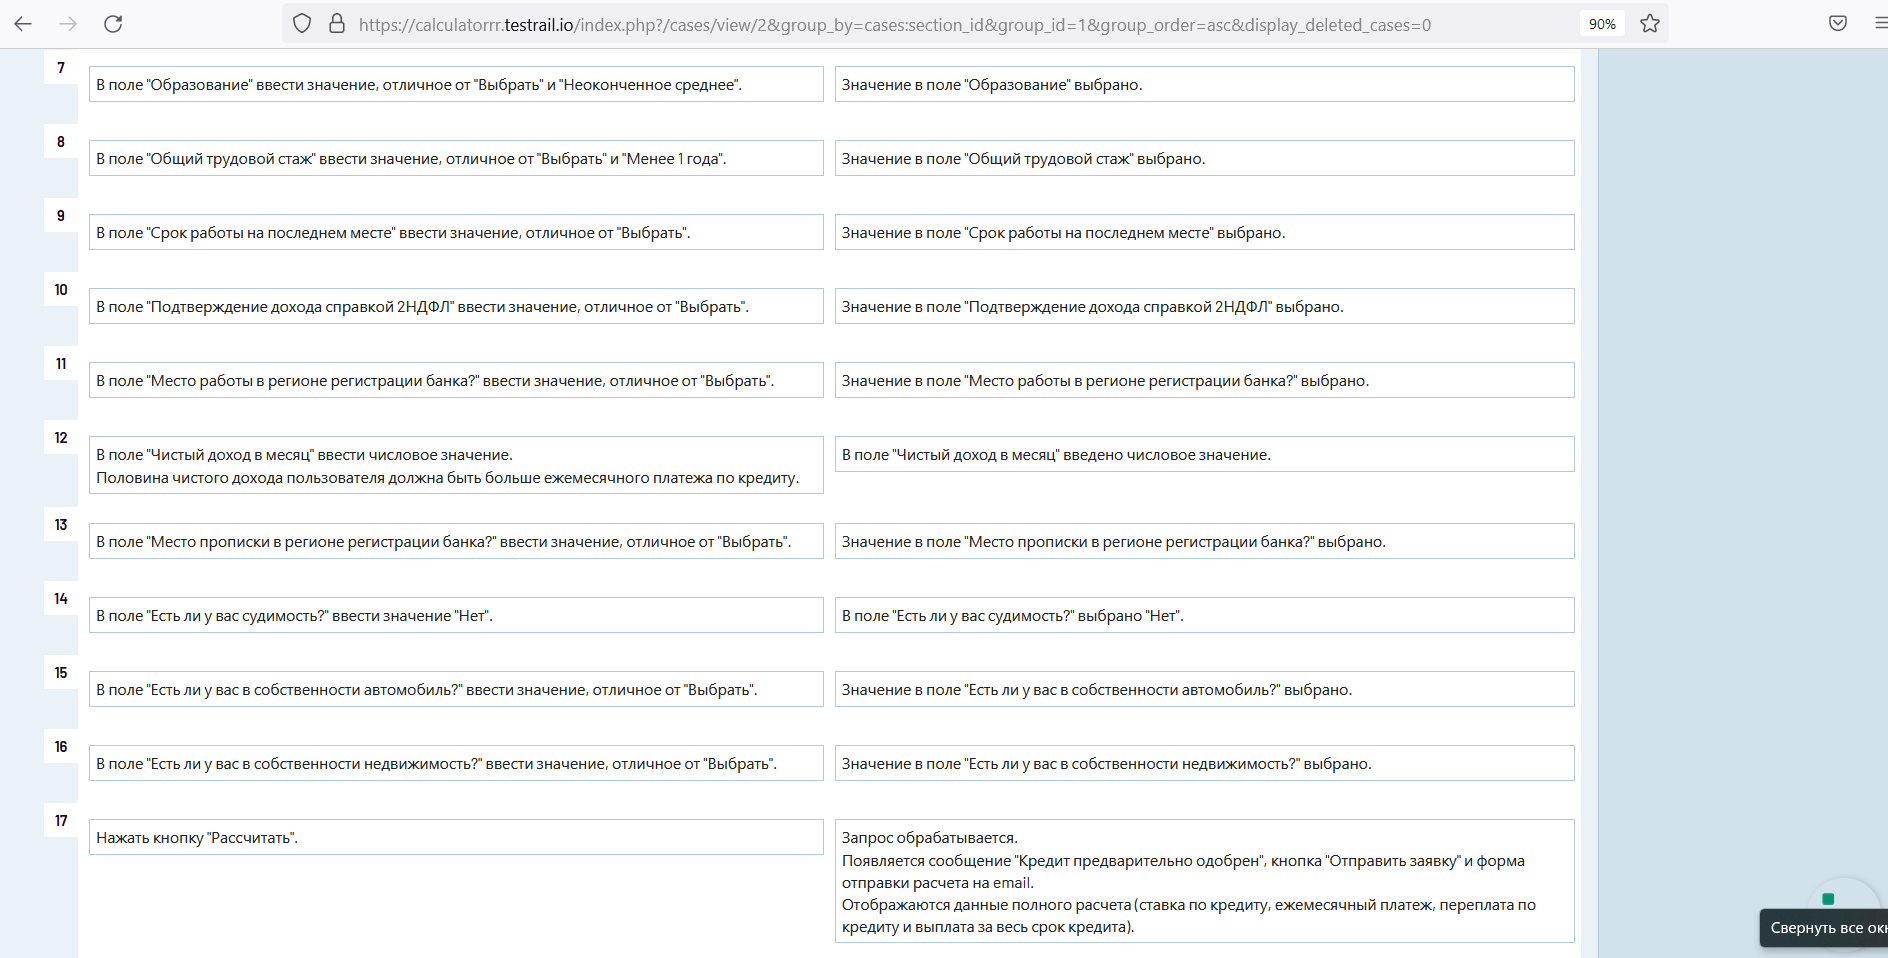 https://calculatorrr.testrail.io/index.php?/cases/view/2&group_by=cases:section_id&group_id=1&group_order=asc&display_deleted_cases=0
90%
7
В поле "Образование" ввести значение, отличное от "Выбрать" и "Неоконченное среднее".
Значение в поле "Образование" выбрано.
8
В поле "Общий трудовой стаж" ввести значение, отличное от "Выбрать" и "Менее 1 года".
Значение в поле "Общий трудовой стаж" выбрано.
9
В поле "Срок работы на последнем месте" ввести значение, отличное от "Выбрать".
Значение в поле "Срок работы на последнем месте" выбрано.
10
В поле "Подтверждение дохода справкой 2НДФЛ" ввести значение, отличное от "Выбрать".
Значение в поле "Подтверждение дохода справкой 2НДФЛ" выбрано.
11
В поле "Место работы в регионе регистрации банка?" ввести значение, отличное от "Выбрать".
Значение в поле "Место работы в регионе регистрации банка?" выбрано.
12
В поле "Чистый доход в месяц" ввести числовое значение.
Половина чистого дохода пользователя должна быть больше ежемесячного платежа по кредиту.
В поле "Чистый доход в месяц" введено числовое значение.
13
В поле "Место прописки в регионе регистрации банка?" ввести значение, отличное от "Выбрать".
Значение в поле "Место прописки в регионе регистрации банка?" выбрано.
14
В поле "Есть ли у вас судимость?" ввести значение "Нет".
В поле "Есть ли у вас судимость?" выбрано "Нет".
15
В поле "Есть ли у вас в собственности автомобиль?" ввести значение, отличное от "Выбрать".
Значение в поле "Есть ли у вас в собственности автомобиль?" выбрано.
16
В поле "Есть ли у вас в собственности недвижимость?" ввести значение, отличное от "Выбрать".
Значение в поле "Есть ли у вас в собственности недвижимость?" выбрано.
17
Нажать кнопку "Рассчитать".
Запрос обрабатывается.
Появляется сообщение "Кредит предварительно одобрен", кнопка "Отправить заявку" и форма
отправки расчета на email.
Отображаются данные полного расчета (ставка по кредиту, ежемесячный платеж, переплата по
кредиту и выплата за весь срок кредита).
Свернуть все